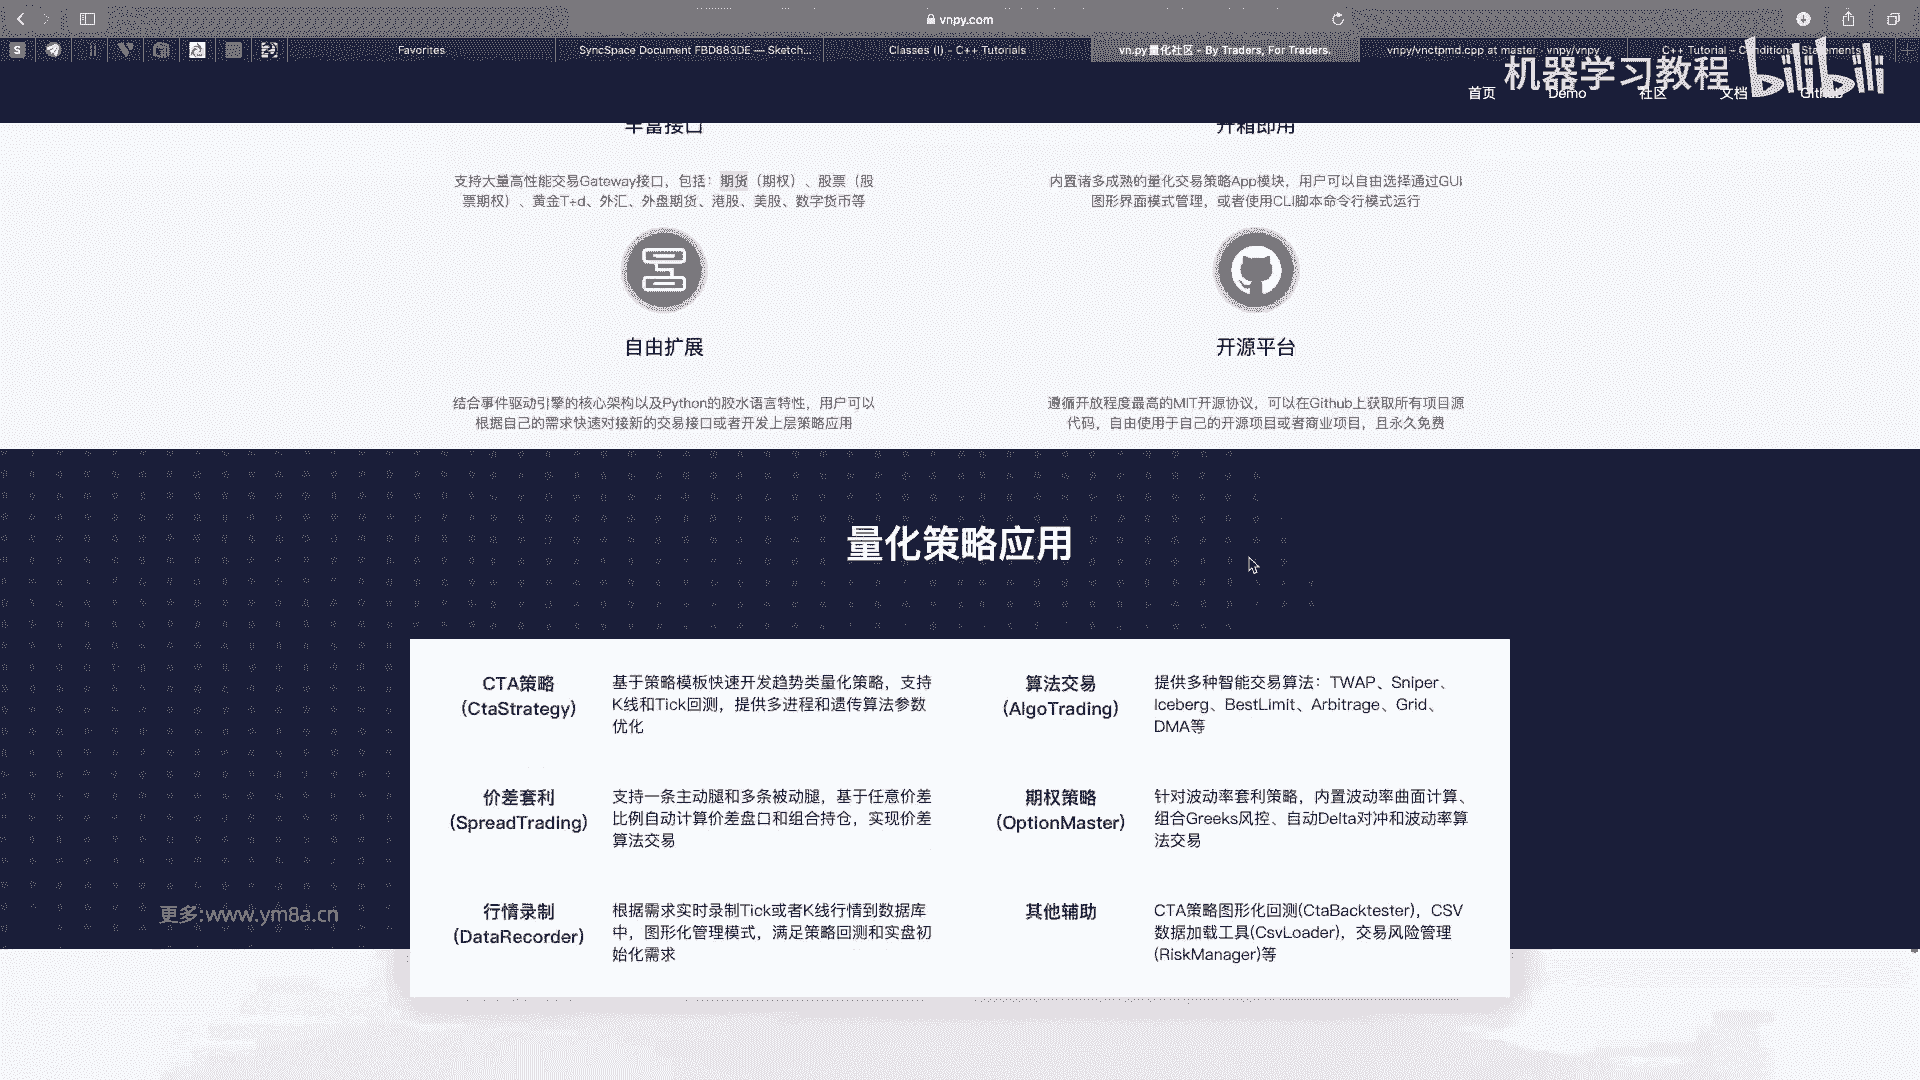 vnpy.com
S
Favorites
SyncSpace Document FBD883DE — Sketch...
Classes (I) - C++ Tutorials
vn.py量化社区 - By Traders, For Traders.
vnpy/vnctpmd.cpp at master · vnpy/vnpy
C++ Tutorial – Conditional Statements
机器学习教程
bilibili
首页
Demo
社区
文档
Github
丰富接口
开箱即用
支持大量高性能交易Gateway接口，包括：期货（期权）、股票（股
票期权）、黄金T+d、外汇、外盘期货、港股、美股、数字货币等
内置诸多成熟的量化交易策略App模块，用户可以自由选择通过GUI
图形界面模式管理，或者使用CLI脚本命令行模式运行
自由扩展
开源平台
结合事件驱动引擎的核心架构以及Python的胶水语言特性，用户可以
根据自己的需求快速对接新的交易接口或者开发上层策略应用
遵循开放程度最高的MIT开源协议，可以在Github上获取所有项目源
代码，自由使用于自己的开源项目或者商业项目，且永久免费
量化策略应用
CTA策略
(CtaStrategy)
基于策略模板快速开发趋势类量化策略，支持
K线和Tick回测，提供多进程和遗传算法参数
优化
算法交易
(AlgoTrading)
提供多种智能交易算法：TWAP、Sniper、
Iceberg、BestLimit、Arbitrage、Grid、
DMA等
价差套利
(SpreadTrading)
支持一条主动腿和多条被动腿，基于任意价差
比例自动计算价差盘口和组合持仓，实现价差
算法交易
期权策略
(OptionMaster)
针对波动率套利策略，内置波动率曲面计算、
组合Greeks风控、自动Delta对冲和波动率算
法交易
行情录制
(DataRecorder)
根据需求实时录制Tick或者K线行情到数据库
中，图形化管理模式，满足策略回测和实盘初
始化需求
其他辅助
CTA策略图形化回测(CtaBacktester)，CSV
数据加载工具(CsvLoader)，交易风险管理
(RiskManager)等
更多:www.ym8a.cn